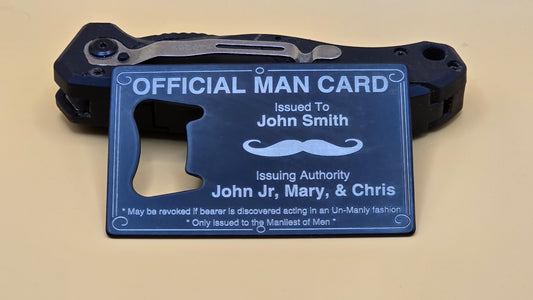 OFFICIAL MAN CARD
Issued To
John Smith
Issuing Authority
John Jr, Mary, & Chris
* May be revoked if bearer is discovered acting in an Un-Manly fashion
* Only issued to the Manliest of Men *